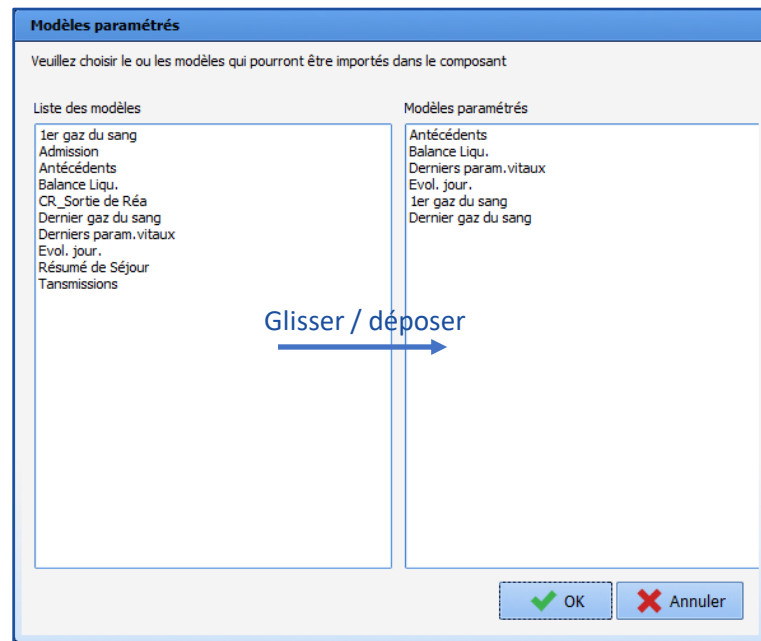 Modèles paramétrés
Veuillez choisir le ou les modèles qui pourront être importés dans le composant
Liste des modèles
1er gaz du sang
Admission
Antécédents
Balance Liqu.
CR_Sortie de Réa
Dernier gaz du sang
Derniers param.vitaux
Evol. jour.
Résumé de Séjour
Tansmissions
Modèles paramétrés
Antécédents
Balance Liqu.
Derniers param.vitaux
Evol. jour.
1er gaz du sang
Dernier gaz du sang
Glisser / déposer
OK
Annuler